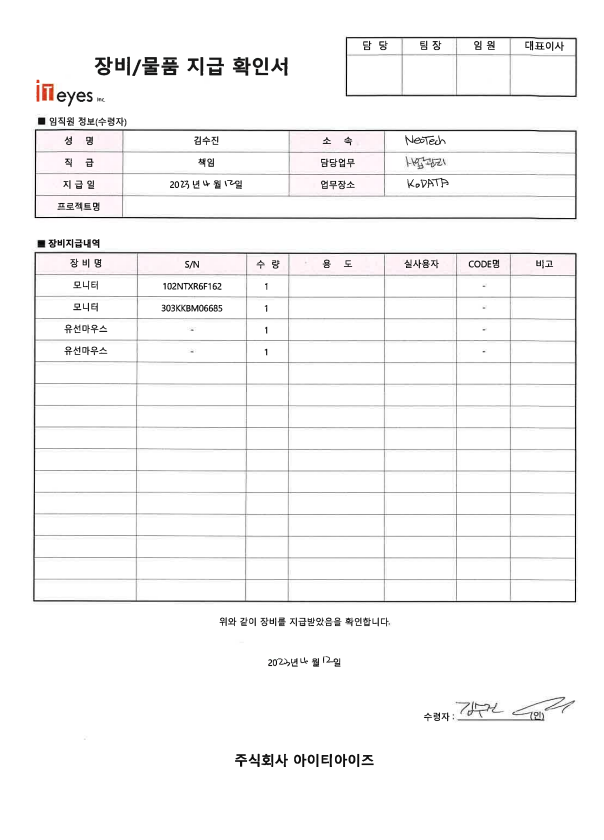 담 당 팀 장 임 원 대표이사
장비/물품 지급 확인서
iTeyes Inc.
■ 임직원 정보(수령자)
성 명 김수진 소 속 NeoTech
직 급 책임 담당업무 사업관리
지 급 일 2023 년 4 월 12일 업무장소 KoDATA
프로젝트명
■ 장비지급내역
장 비 명 S/N 수 량 용 도 실사용자 CODE명 비고
모니터 102NTXR6F162 1 -
모니터 303KKBM06685 1 -
유선마우스 - 1 -
유선마우스 - 1 -
위와 같이 장비를 지급받았음을 확인합니다.
2023년 4 월 12일
수령자 : 김수진 (인)
주식회사 아이티아이즈